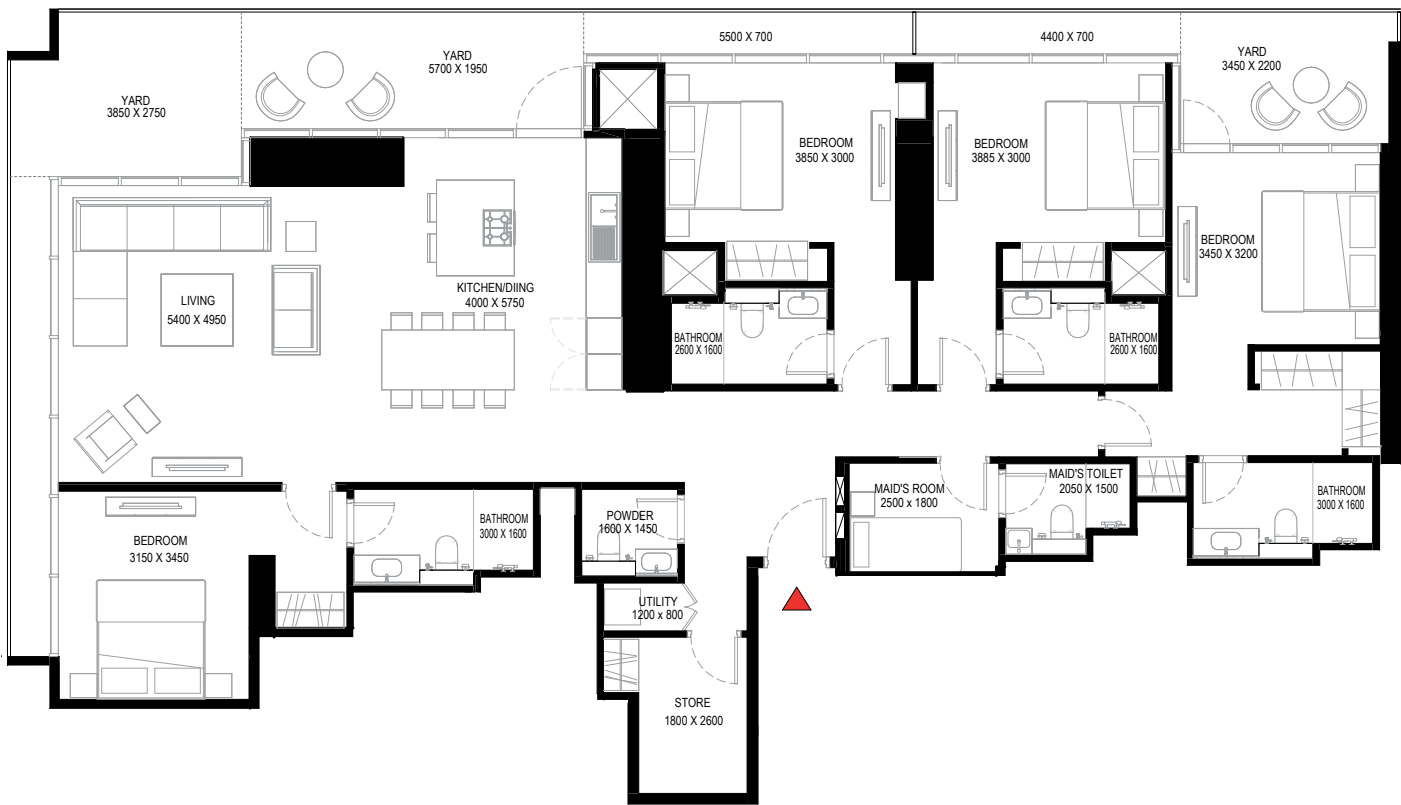 5500 X 700
4400 X 700
YARD
5700 X 1950
YARD
3450 X 2200
YARD
3850 X 2750
BEDROOM
3850 X 3000
BEDROOM
3885 X 3000
BEDROOM
3450 X 3200
KITCHEN/DIING
4000 X 5750
LIVING
5400 X 4950
BATHROOM
2600 X 1600
BATHROOM
2600 X 1600
MAID'S TOILET
2050 X 1500
MAID'S ROOM
2500 x 1800
BATHROOM
3000 X 1600
POWDER
1600 X 1450
BATHROOM
3000 X 1600
BEDROOM
3150 X 3450
UTILITY
1200 x 800
STORE
1800 X 2600